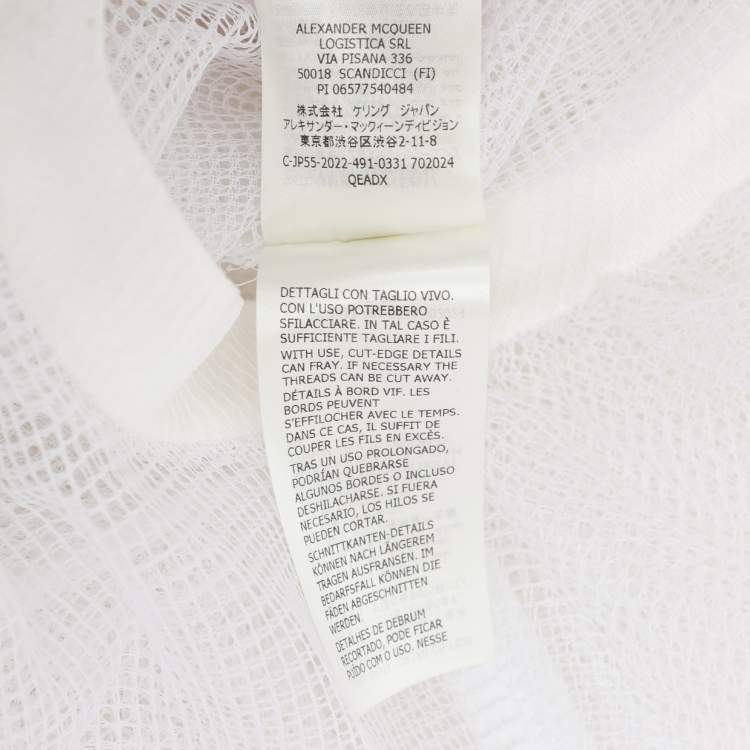 ALEXANDER MCQUEEN
LOGISTICA SRL
VIA PISANA 336
50018 SCANDICCI (FI)
PI 06577540484
株式会社 ケリング ジャパン
アレキサンダー・マックィーンディビジョン
東京都渋谷区渋谷2-11-8
C-JP55-2022-491-0331 702024
QEADX
DETTAGLI CON TAGLIO VIVO.
CON L'USO POTREBBERO
SFILACCIARE. IN TAL CASO È
SUFFICIENTE TAGLIARE I FILI.
WITH USE, CUT-EDGE DETAILS
CAN FRAY. IF NECESSARY THE
THREADS CAN BE CUT AWAY.
DÉTAILS À BORD VIF. LES
BORDS PEUVENT
S'EFFILOCHER AVEC LE TEMPS.
DANS CE CAS, IL SUFFIT DE
COUPER LES FILS EN EXCÈS.
TRAS UN USO PROLONGADO,
PODRÍAN QUEBRARSE
ALGUNOS BORDES O INCLUSO
DESHILACHARSE. SI FUERA
NECESARIO, LOS HILOS SE
PUEDEN CORTAR.
SCHNITTKANTEN-DETAILS
KÖNNEN NACH LÄNGEREM
TRAGEN AUSFRANSEN. IM
BEDARFSFALL KÖNNEN DIE
FÄDEN ABGESCHNITTEN
WERDEN
DETALHES DE DEBRUM
RECORTADO, PODE FICAR
PUÍDO COM O USO. NESSE